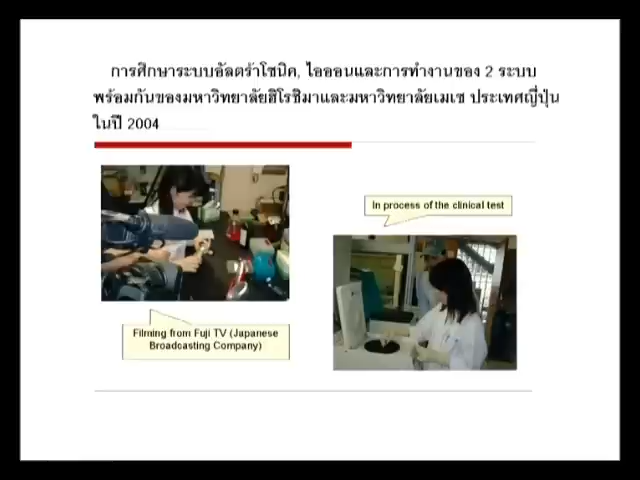 การศึกษาระบบอัลตร้าโซนิค, ไอออนและการทำงานของ 2 ระบบ
พร้อมกันของมหาวิทยาลัยฮิโรชิมาและมหาวิทยาลัยเมเซ ประเทศญี่ปุ่น
ในปี 2004
In process of the clinical test
Filming from Fuji TV (Japanese
Broadcasting Company)